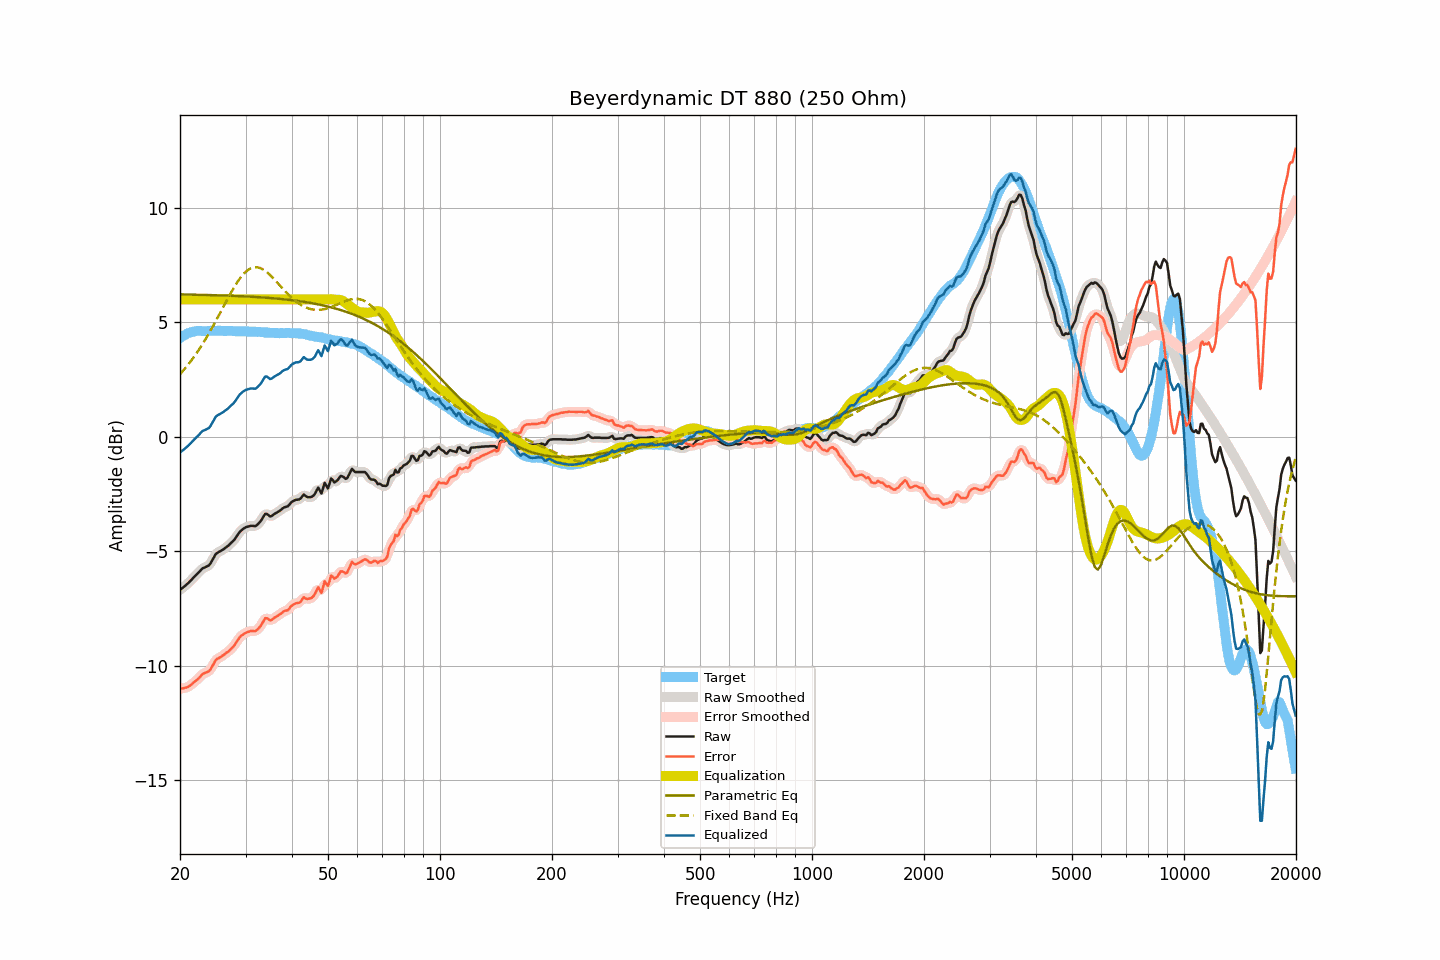 Beyerdynamic DT 880 (250 Ohm)
Amplitude (dBr)
10
5
0
−5
−10
−15
Target
Raw Smoothed
Error Smoothed
Raw
Error
Equalization
Parametric Eq
Fixed Band Eq
Equalized
20 50 100 200 500 1000 2000 5000 10000 20000
Frequency (Hz)